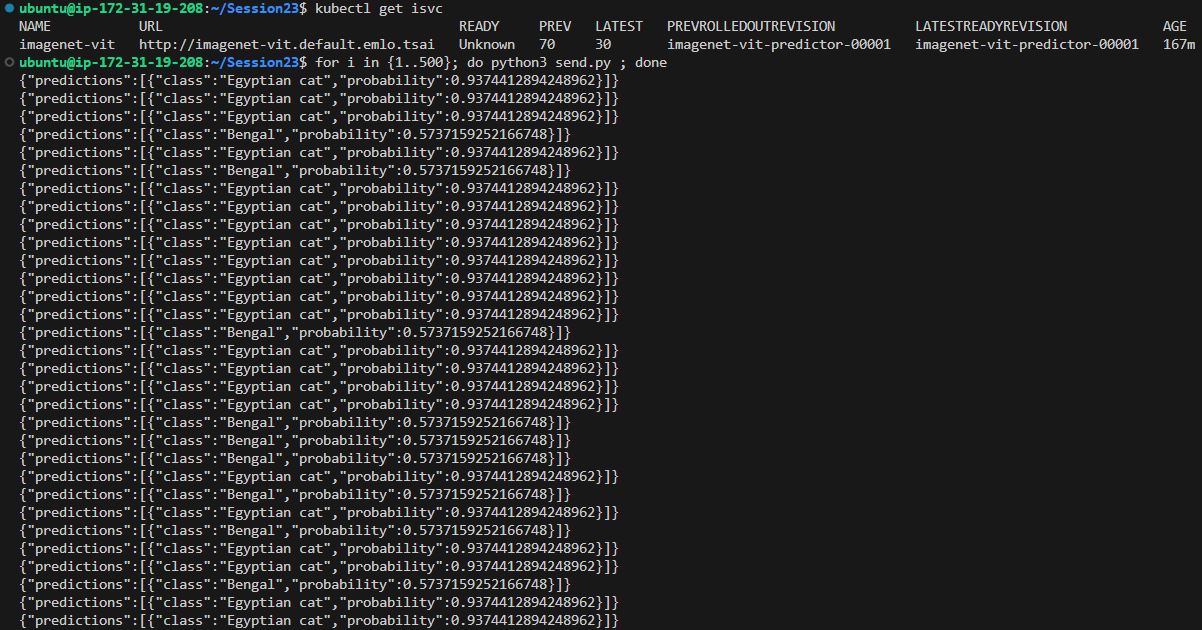 ubuntu@ip-172-31-19-208:~/Session23$ kubectl get isvc
NAME URL READY PREV LATEST PREVROLLEDOUTREVISION LATESTREADYREVISION AGE
imagenet-vit http://imagenet-vit.default.emlo.tsai Unknown 70 30 imagenet-vit-predictor-00001 imagenet-vit-predictor-00001 167m
ubuntu@ip-172-31-19-208:~/Session23$ for i in {1..500}; do python3 send.py ; done
{"predictions":[{"class":"Egyptian cat","probability":0.9374412894248962}]}
{"predictions":[{"class":"Egyptian cat","probability":0.9374412894248962}]}
{"predictions":[{"class":"Egyptian cat","probability":0.9374412894248962}]}
{"predictions":[{"class":"Bengal","probability":0.5737159252166748}]}
{"predictions":[{"class":"Egyptian cat","probability":0.9374412894248962}]}
{"predictions":[{"class":"Bengal","probability":0.5737159252166748}]}
{"predictions":[{"class":"Egyptian cat","probability":0.9374412894248962}]}
{"predictions":[{"class":"Egyptian cat","probability":0.9374412894248962}]}
{"predictions":[{"class":"Egyptian cat","probability":0.9374412894248962}]}
{"predictions":[{"class":"Egyptian cat","probability":0.9374412894248962}]}
{"predictions":[{"class":"Egyptian cat","probability":0.9374412894248962}]}
{"predictions":[{"class":"Egyptian cat","probability":0.9374412894248962}]}
{"predictions":[{"class":"Egyptian cat","probability":0.9374412894248962}]}
{"predictions":[{"class":"Egyptian cat","probability":0.9374412894248962}]}
{"predictions":[{"class":"Bengal","probability":0.5737159252166748}]}
{"predictions":[{"class":"Egyptian cat","probability":0.9374412894248962}]}
{"predictions":[{"class":"Egyptian cat","probability":0.9374412894248962}]}
{"predictions":[{"class":"Egyptian cat","probability":0.9374412894248962}]}
{"predictions":[{"class":"Egyptian cat","probability":0.9374412894248962}]}
{"predictions":[{"class":"Bengal","probability":0.5737159252166748}]}
{"predictions":[{"class":"Bengal","probability":0.5737159252166748}]}
{"predictions":[{"class":"Bengal","probability":0.5737159252166748}]}
{"predictions":[{"class":"Egyptian cat","probability":0.9374412894248962}]}
{"predictions":[{"class":"Bengal","probability":0.5737159252166748}]}
{"predictions":[{"class":"Egyptian cat","probability":0.9374412894248962}]}
{"predictions":[{"class":"Bengal","probability":0.5737159252166748}]}
{"predictions":[{"class":"Egyptian cat","probability":0.9374412894248962}]}
{"predictions":[{"class":"Egyptian cat","probability":0.9374412894248962}]}
{"predictions":[{"class":"Bengal","probability":0.5737159252166748}]}
{"predictions":[{"class":"Egyptian cat","probability":0.9374412894248962}]}
{"predictions":[{"class":"Egyptian cat","probability":0.9374412894248962}]}